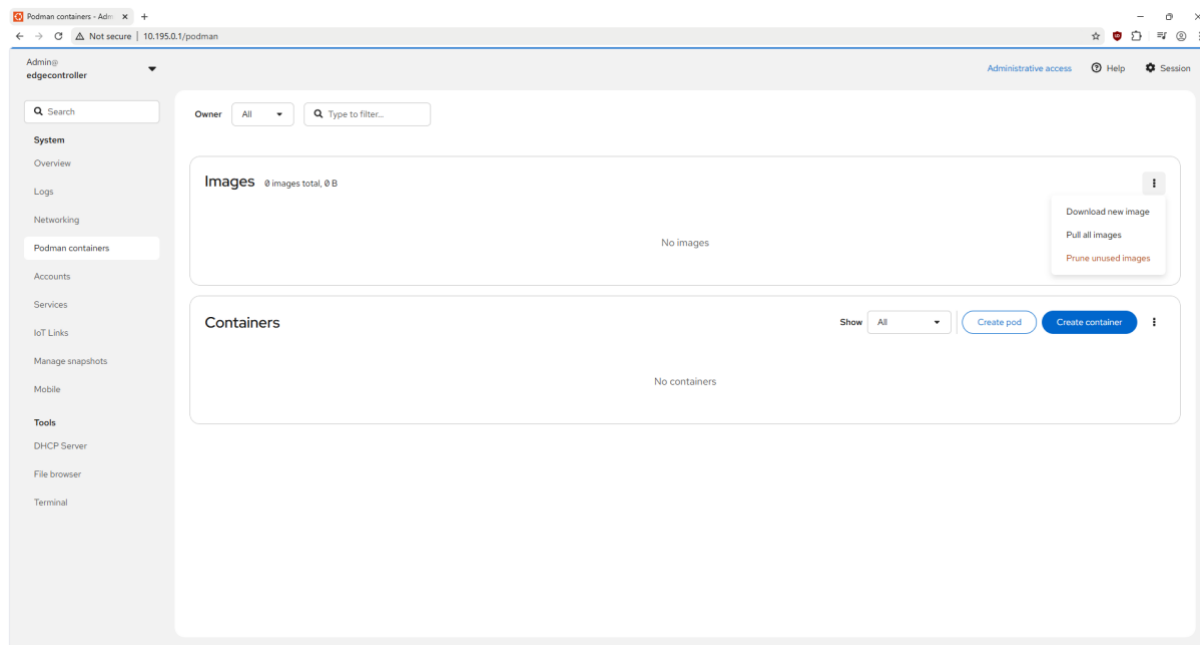 Podman containers - Adm
Not secure | 10.195.0.1/podman
Admin@
edgecontroller
Administrative access
Help
Session
Search
System
Overview
Logs
Networking
Podman containers
Accounts
Services
IoT Links
Manage snapshots
Mobile
Tools
DHCP Server
File browser
Terminal
Owner All Type to filter...
Images 0 images total, 0 B
Download new image
Pull all images
Prune unused images
No images
Containers Show All Create pod Create container
No containers